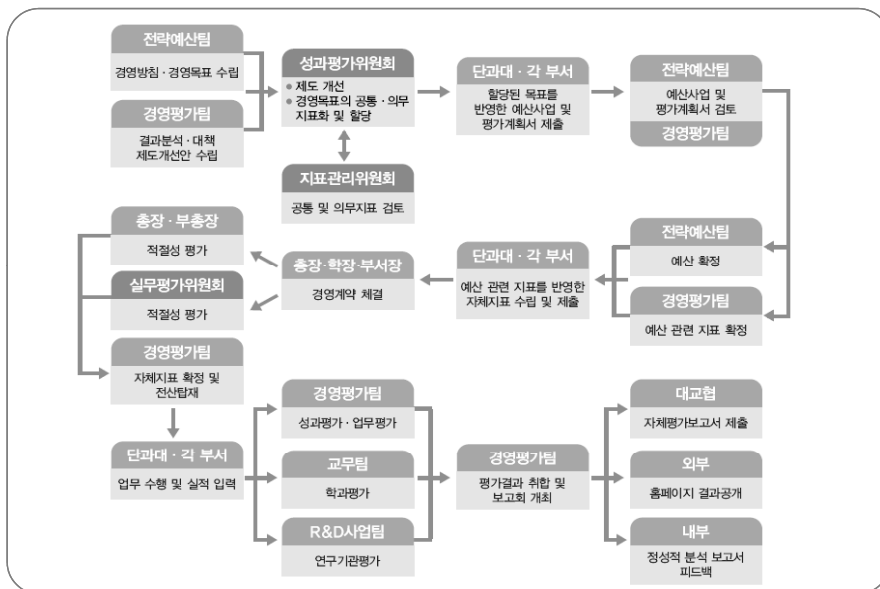 전략예산팀
경영방침 · 경영목표 수립
경영평가팀
결과분석 · 대책
제도개선안 수립
성과평가위원회
● 제도 개선
● 경영목표의 공통 · 의무
지표화 및 할당
지표관리위원회
공통 및 의무지표 검토
단과대 · 각 부서
할당된 목표를
반영한 예산사업 및
평가계획서 제출
전략예산팀
예산사업 및
평가계획서 검토
경영평가팀
전략예산팀
예산 확정
경영평가팀
예산 관련 지표 확정
단과대 · 각 부서
예산 관련 지표를 반영한
자체지표 수립 및 제출
총장·학장·부서장
경영계약 체결
총장 · 부총장
적절성 평가
실무평가위원회
적절성 평가
경영평가팀
자체지표 확정 및
전산탑재
단과대 · 각 부서
업무 수행 및 실적 입력
경영평가팀
성과평가 · 업무평가
교무팀
학과평가
R&D사업팀
연구기관평가
경영평가팀
평가결과 취합 및
보고회 개최
대교협
자체평가보고서 제출
외부
홈페이지 결과공개
내부
정성적 분석 보고서
피드백